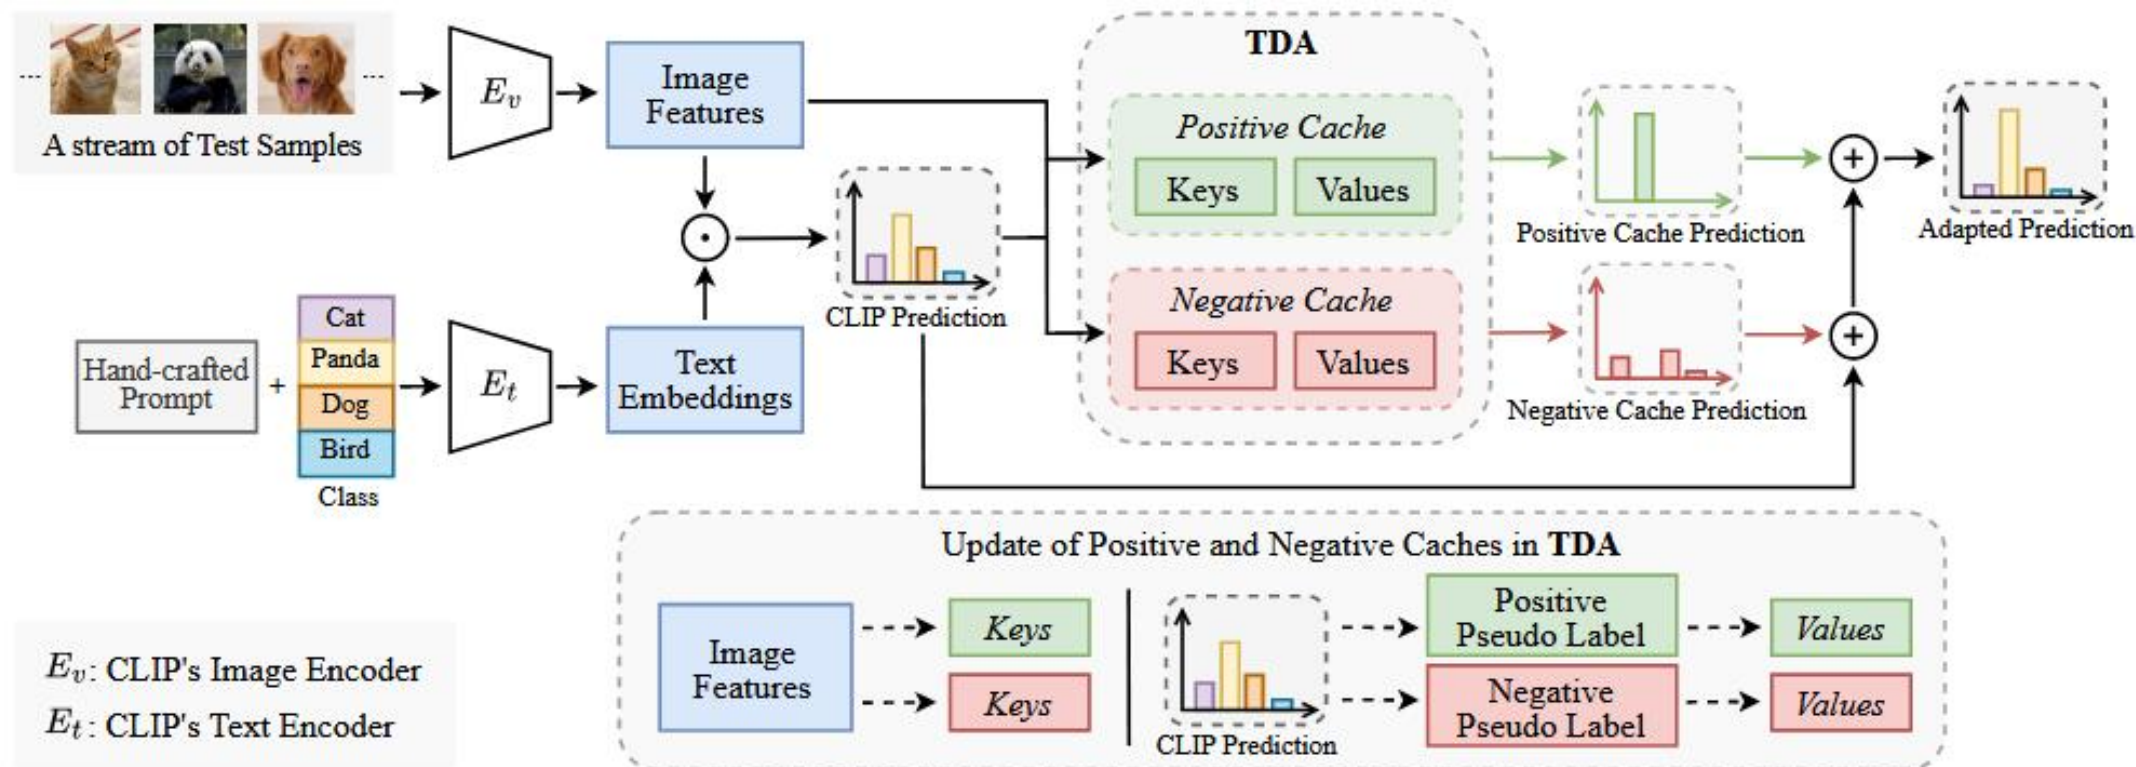 A stream of Test Samples
E_v
Image
Features
TDA
Positive Cache
Keys
Values
Positive Cache Prediction
Adapted Prediction
CLIP Prediction
Negative Cache
Keys
Values
Negative Cache Prediction
Hand-crafted
Prompt
+
Cat
Panda
Dog
Bird
Class
E_t
Text
Embeddings
Update of Positive and Negative Caches in TDA
Image
Features
Keys
Keys
CLIP Prediction
Positive
Pseudo Label
Negative
Pseudo Label
Values
Values
E_v: CLIP's Image Encoder
E_t: CLIP's Text Encoder